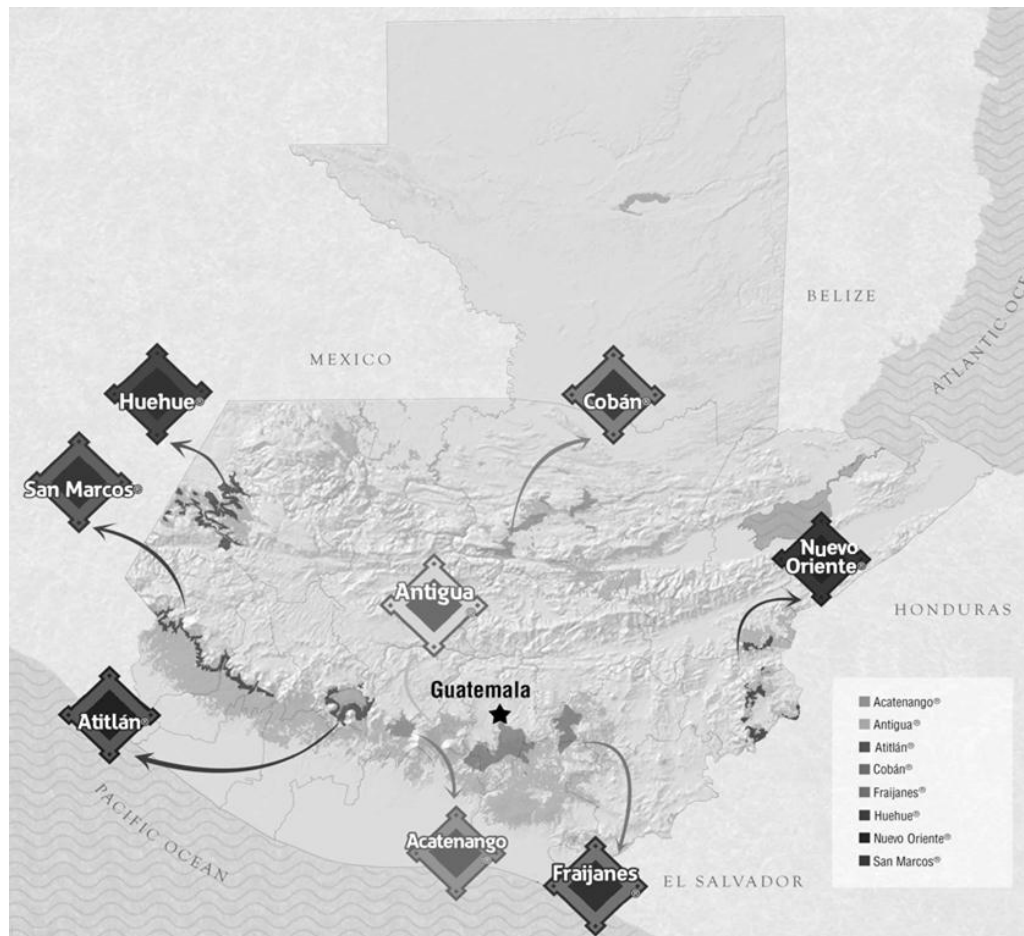 BELIZE
ATLANTIC OCE
MEXICO
Huehue®
Cobán®
San Marcos®
Nuevo
Oriente®
Antigua
HONDURAS
Guatemala
Atitlán®
PACIFIC OCEAN
Acatenango
Fraijanes®
EL SALVADOR
Acatenango®
Antigua®
Atitlán®
Cobán®
Fraijanes®
Huehue®
Nuevo Oriente®
San Marcos®